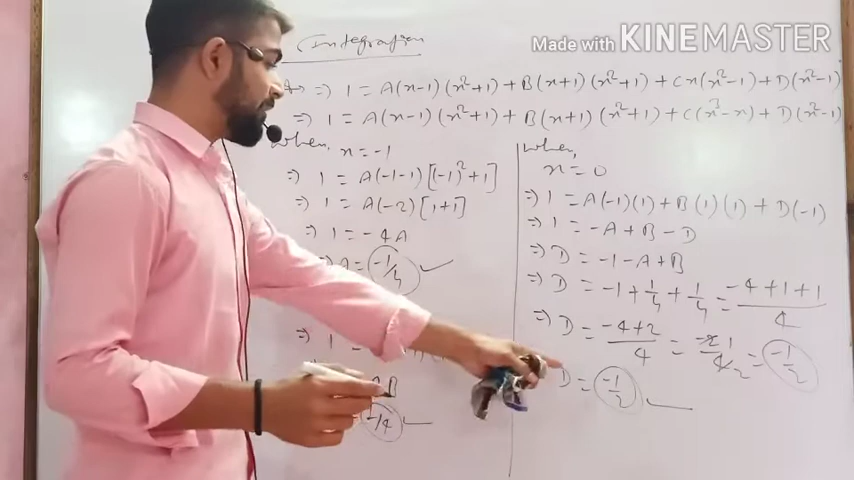 Made with KINEMASTER
Integration
⇒ 1 = A(x-1)(x²+1) + B(x+1)(x²+1) + Cx(x²-1) + D(x²-1)
⇒ 1 = A(x-1)(x²+1) + B(x+1)(x²+1) + C(x³-x) + D(x²-1)
When, x = -1
⇒ 1 = A(-1-1)[(-1)²+1]
⇒ 1 = A(-2)[1+1]
⇒ 1 = -4A
A = -1/4
⇒ 1 =
When,
x = 0
⇒ 1 = A(-1)(1) + B(1)(1) + D(-1)
⇒ 1 = -A+B-D
⇒ D = -1-A+B
⇒ D = -1+1/4+1/4 = -4+1+1/4
⇒ D = -4+2/4 = -2 1/4 2 = -1/2
D = -1/2